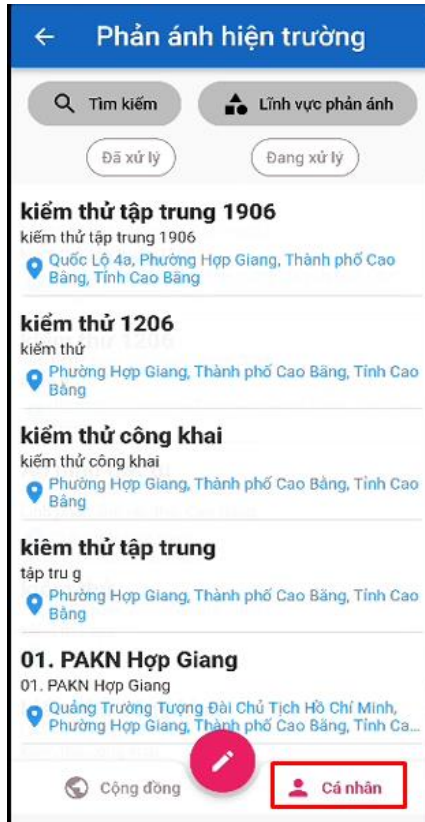 Phản ánh hiện trường
Tìm kiếm
Lĩnh vực phản ánh
Đã xử lý
Đang xử lý
kiểm thử tập trung 1906
kiểm thử tập trung 1906
Quốc Lộ 4a, Phường Hợp Giang, Thành phố Cao
Bằng, Tỉnh Cao Bằng
kiểm thử 1206
kiểm thử
Phường Hợp Giang, Thành phố Cao Bằng, Tỉnh Cao
Bằng
kiểm thử công khai
kiểm thử công khai
Phường Hợp Giang, Thành phố Cao Bằng, Tỉnh Cao
Bằng
kiêm thử tập trung
tập tru g
Phường Hợp Giang, Thành phố Cao Bằng, Tỉnh Cao
Bằng
01. PAKN Hợp Giang
01. PAKN Hợp Giang
Quảng Trường Tượng Đài Chủ Tịch Hồ Chí Minh,
Phường Hợp Giang, Thành phố Cao Bằng, Tỉnh Ca...
Cộng đồng
Cá nhân